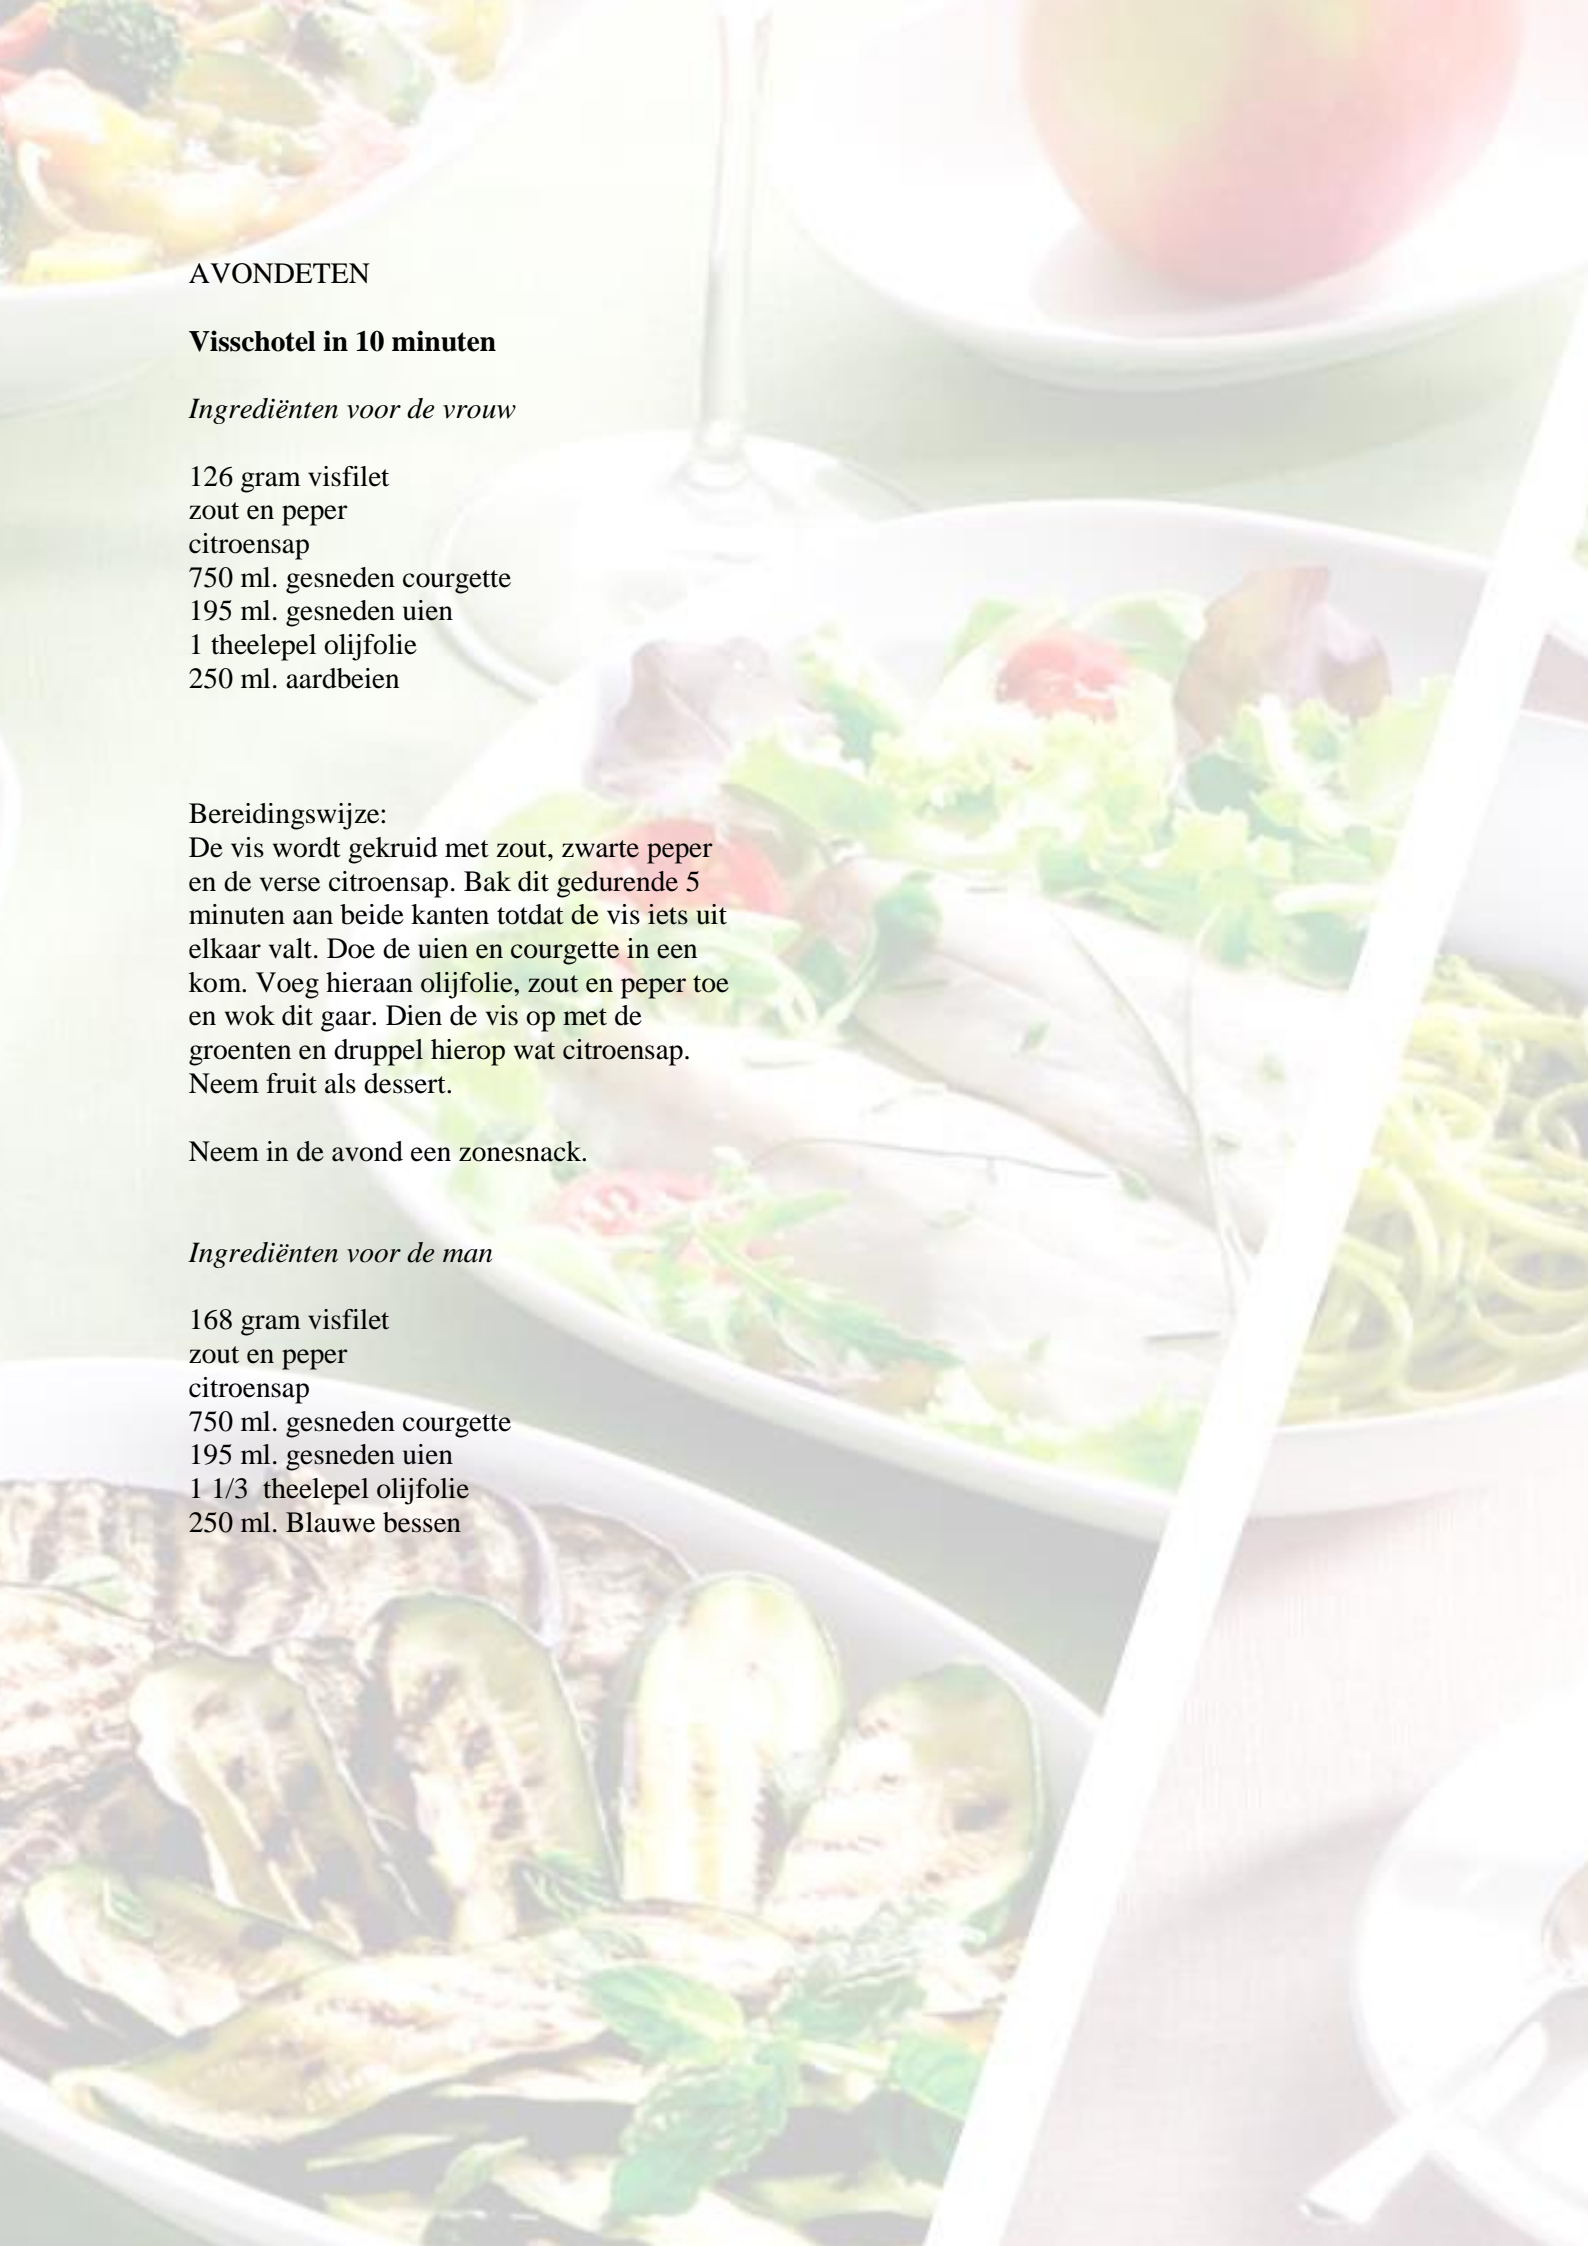 AVONDETEN
Visschotel in 10 minuten
Ingrediënten voor de vrouw
126 gram visfilet
zout en peper
citroensap
750 ml. gesneden courgette
195 ml. gesneden uien
1 theelepel olijfolie
250 ml. aardbeien
Bereidingswijze:
De vis wordt gekruid met zout, zwarte peper
en de verse citroensap. Bak dit gedurende 5
minuten aan beide kanten totdat de vis iets uit
elkaar valt. Doe de uien en courgette in een
kom. Voeg hieraan olijfolie, zout en peper toe
en wok dit gaar. Dien de vis op met de
groenten en druppel hierop wat citroensap.
Neem fruit als dessert.
Neem in de avond een zonesnack.
Ingrediënten voor de man
168 gram visfilet
zout en peper
citroensap
750 ml. gesneden courgette
195 ml. gesneden uien
1 1/3  theelepel olijfolie
250 ml. Blauwe bessen